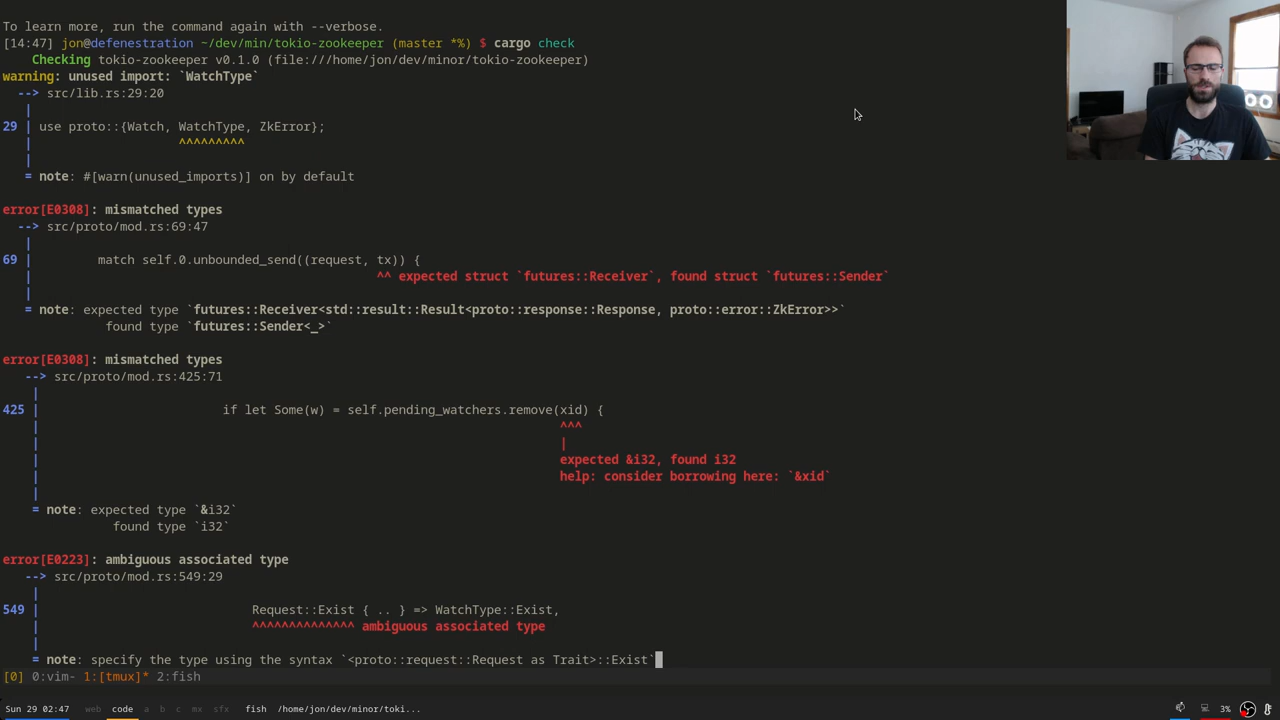 To learn more, run the command again with --verbose.
[14:47] jon@defenestration ~/dev/min/tokio-zookeeper (master *%) $ cargo check
Checking tokio-zookeeper v0.1.0 (file:///home/jon/dev/minor/tokio-zookeeper)
warning: unused import: `WatchType`
--> src/lib.rs:29:20
|
29 | use proto::{Watch, WatchType, ZkError};
| ^^^^^^^^^
|
= note: #[warn(unused_imports)] on by default
error[E0308]: mismatched types
--> src/proto/mod.rs:69:47
|
69 | match self.0.unbounded_send((request, tx)) {
| ^^ expected struct `futures::Receiver`, found struct `futures::Sender`
|
= note: expected type `futures::Receiver<std::result::Result<proto::response::Response, proto::error::ZkError>>`
found type `futures::Sender<_>`
error[E0308]: mismatched types
--> src/proto/mod.rs:425:71
|
425 | if let Some(w) = self.pending_watchers.remove(xid) {
| ^^^
| |
| expected &i32, found i32
| help: consider borrowing here: `&xid`
|
= note: expected type `&i32`
found type `i32`
error[E0223]: ambiguous associated type
--> src/proto/mod.rs:549:29
|
549 | Request::Exist { .. } => WatchType::Exist,
| ^^^^^^^^^^^^^^ ambiguous associated type
|
= note: specify the type using the syntax `<proto::request::Request as Trait>::Exist`
[0] 0:vim- 1:[tmux]* 2:fish
Sun 29 02:47 web code a b c mx sfx fish /home/jon/dev/minor/toki... 3%